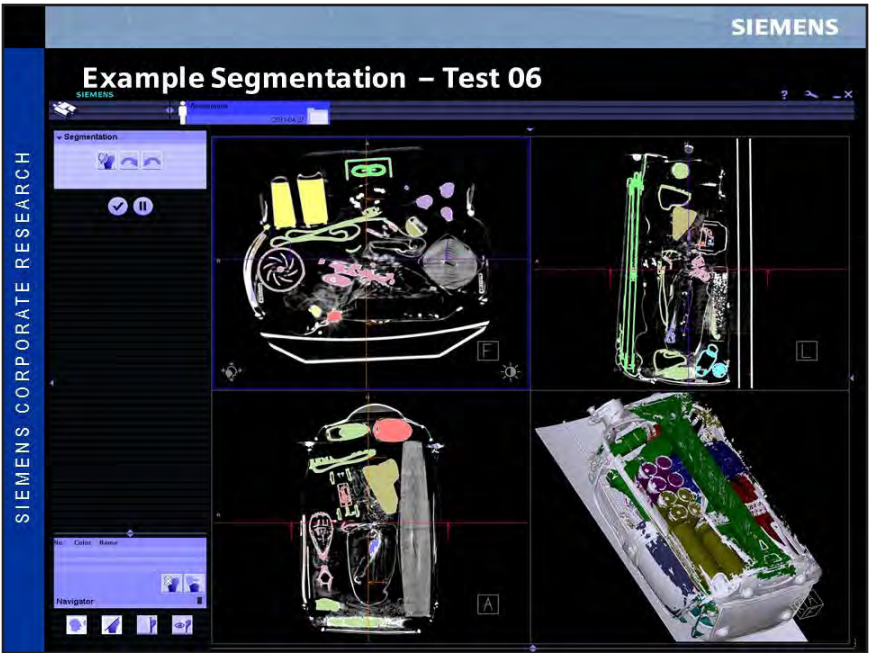 SIEMENS
Example Segmentation – Test 06
SIEMENS
?
Segmentation
F
L
No. Color Name
Navigator
A
SIEMENS CORPORATE RESEARCH